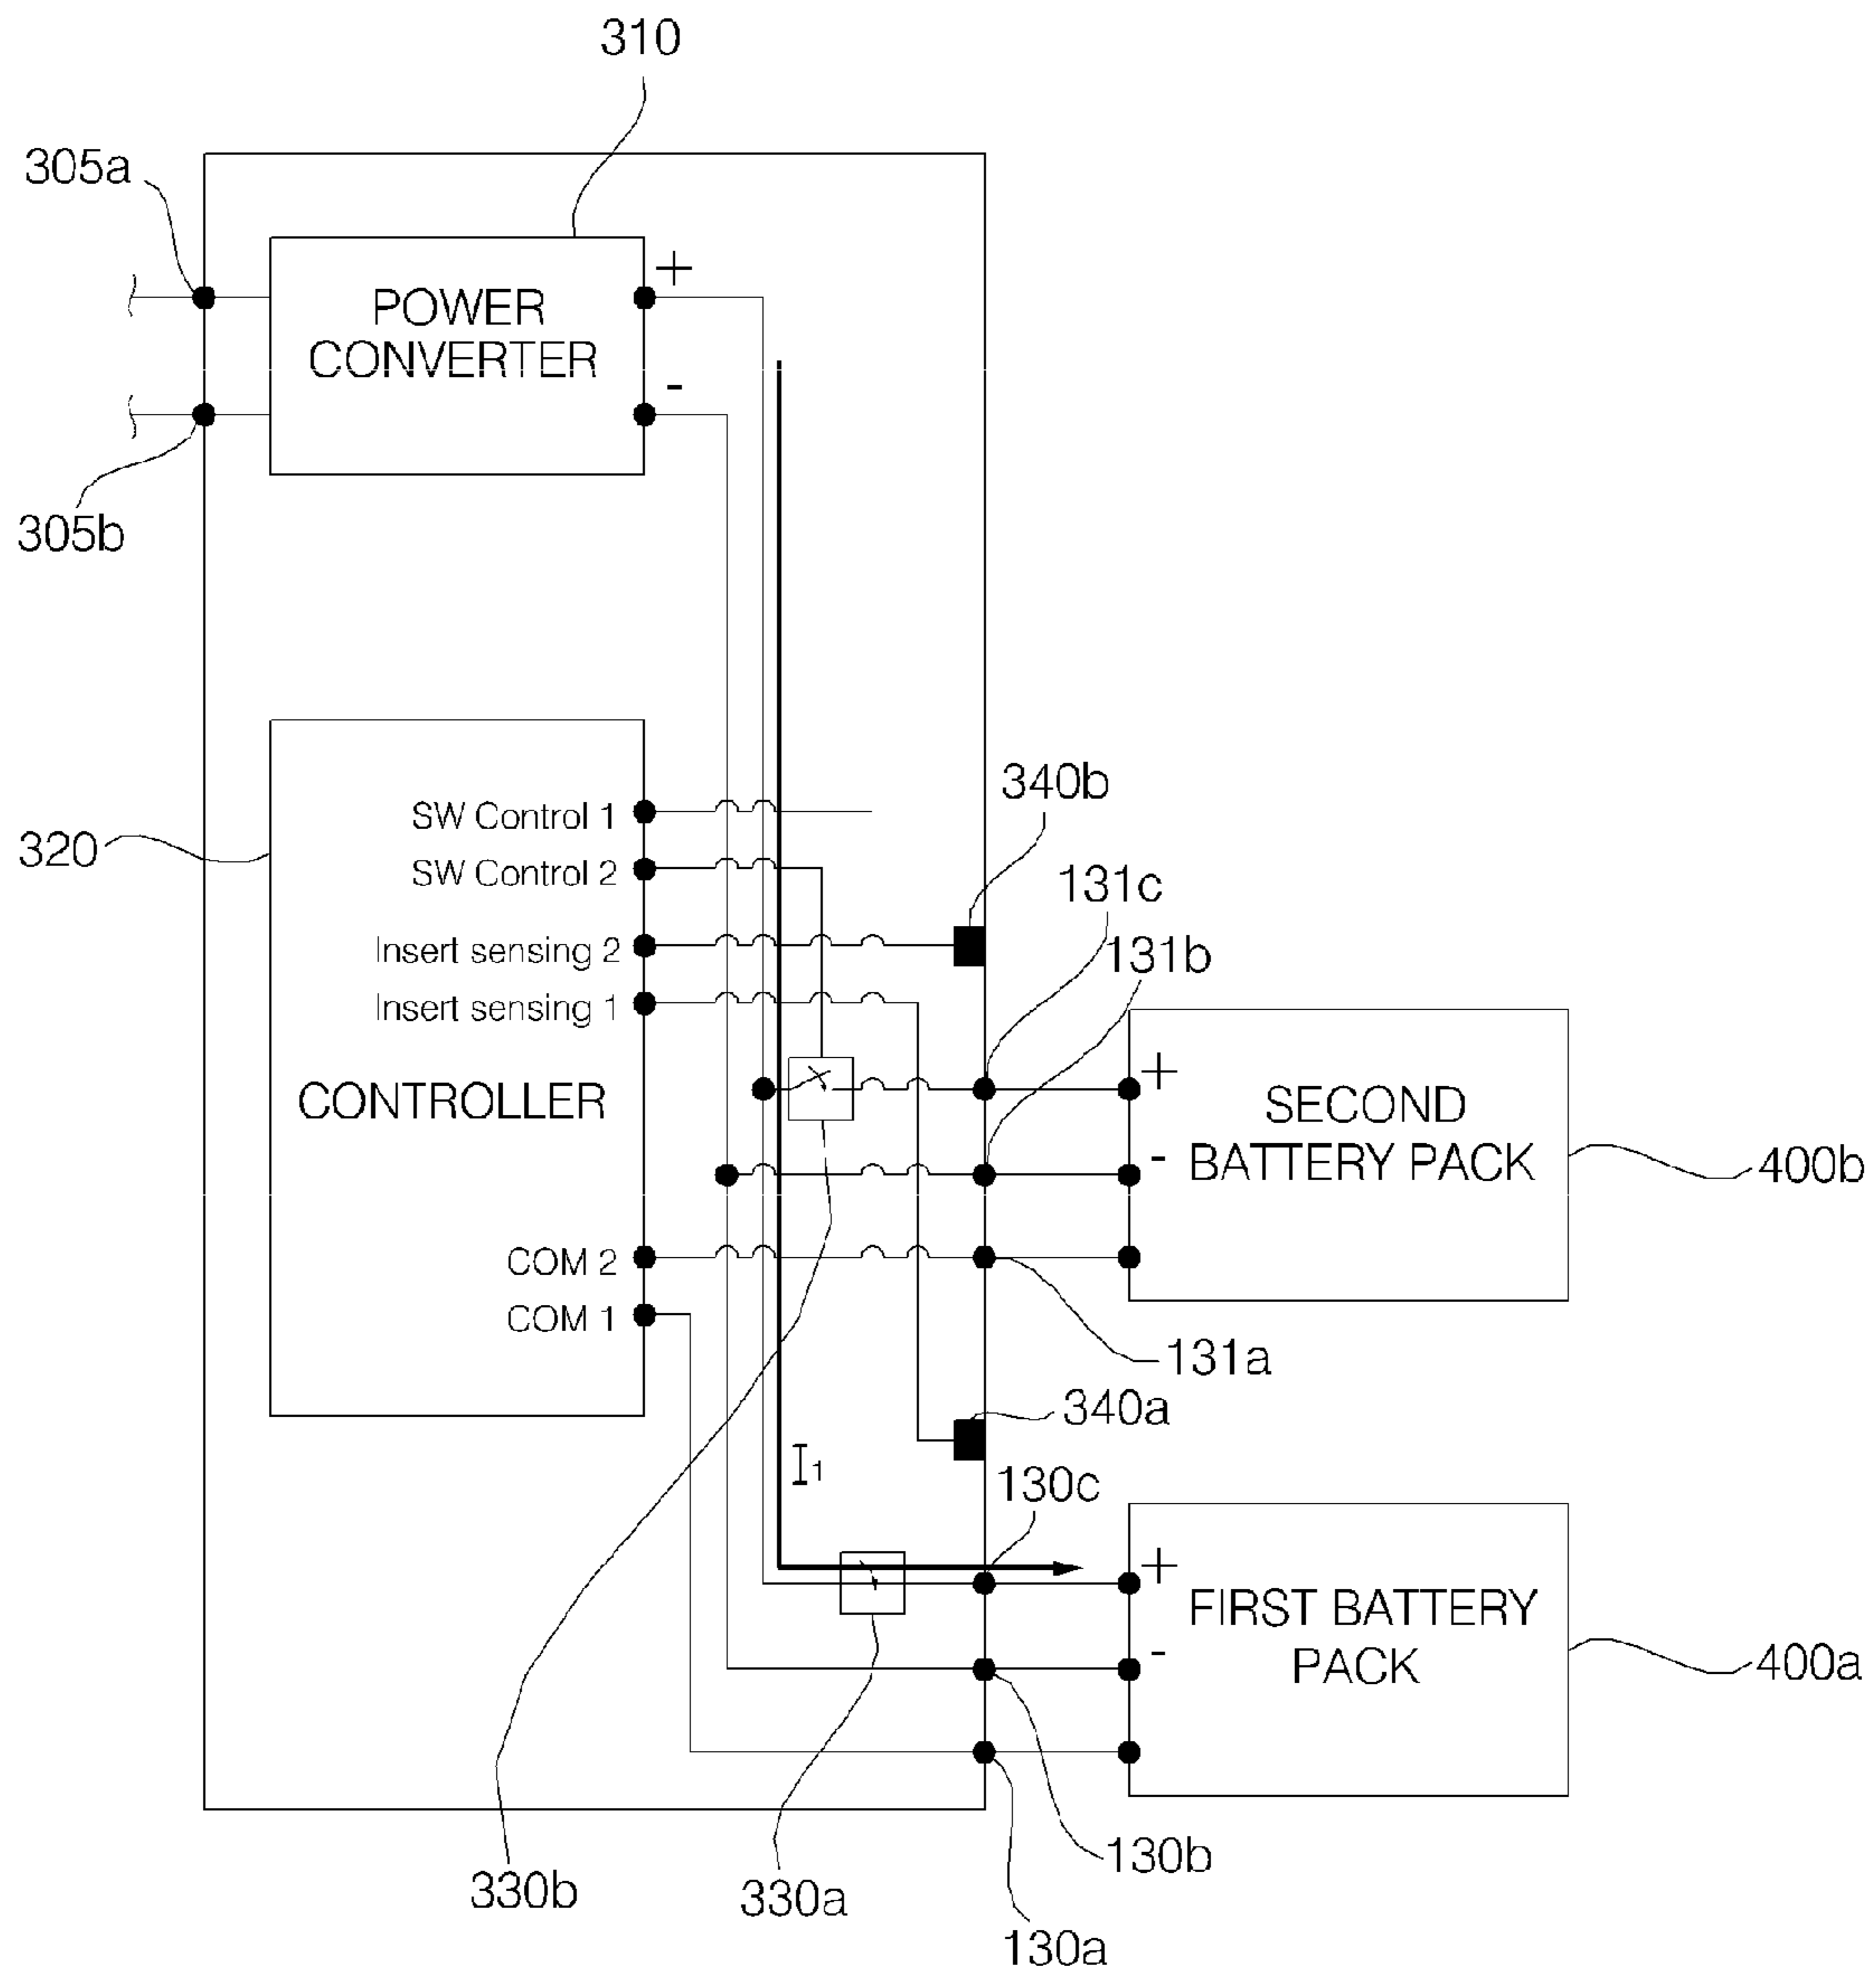 310
305a
+
POWER
CONVERTER
-
305b
340b
SW Control 1
320
131c
SW Control 2
131b
Insert sensing 2
Insert sensing 1
+
CONTROLLER
SECOND
BATTERY PACK
-
400b
COM 2
COM 1
131a
340a
I1
130c
+
FIRST BATTERY
PACK
-
400a
130b
330b
330a
130a